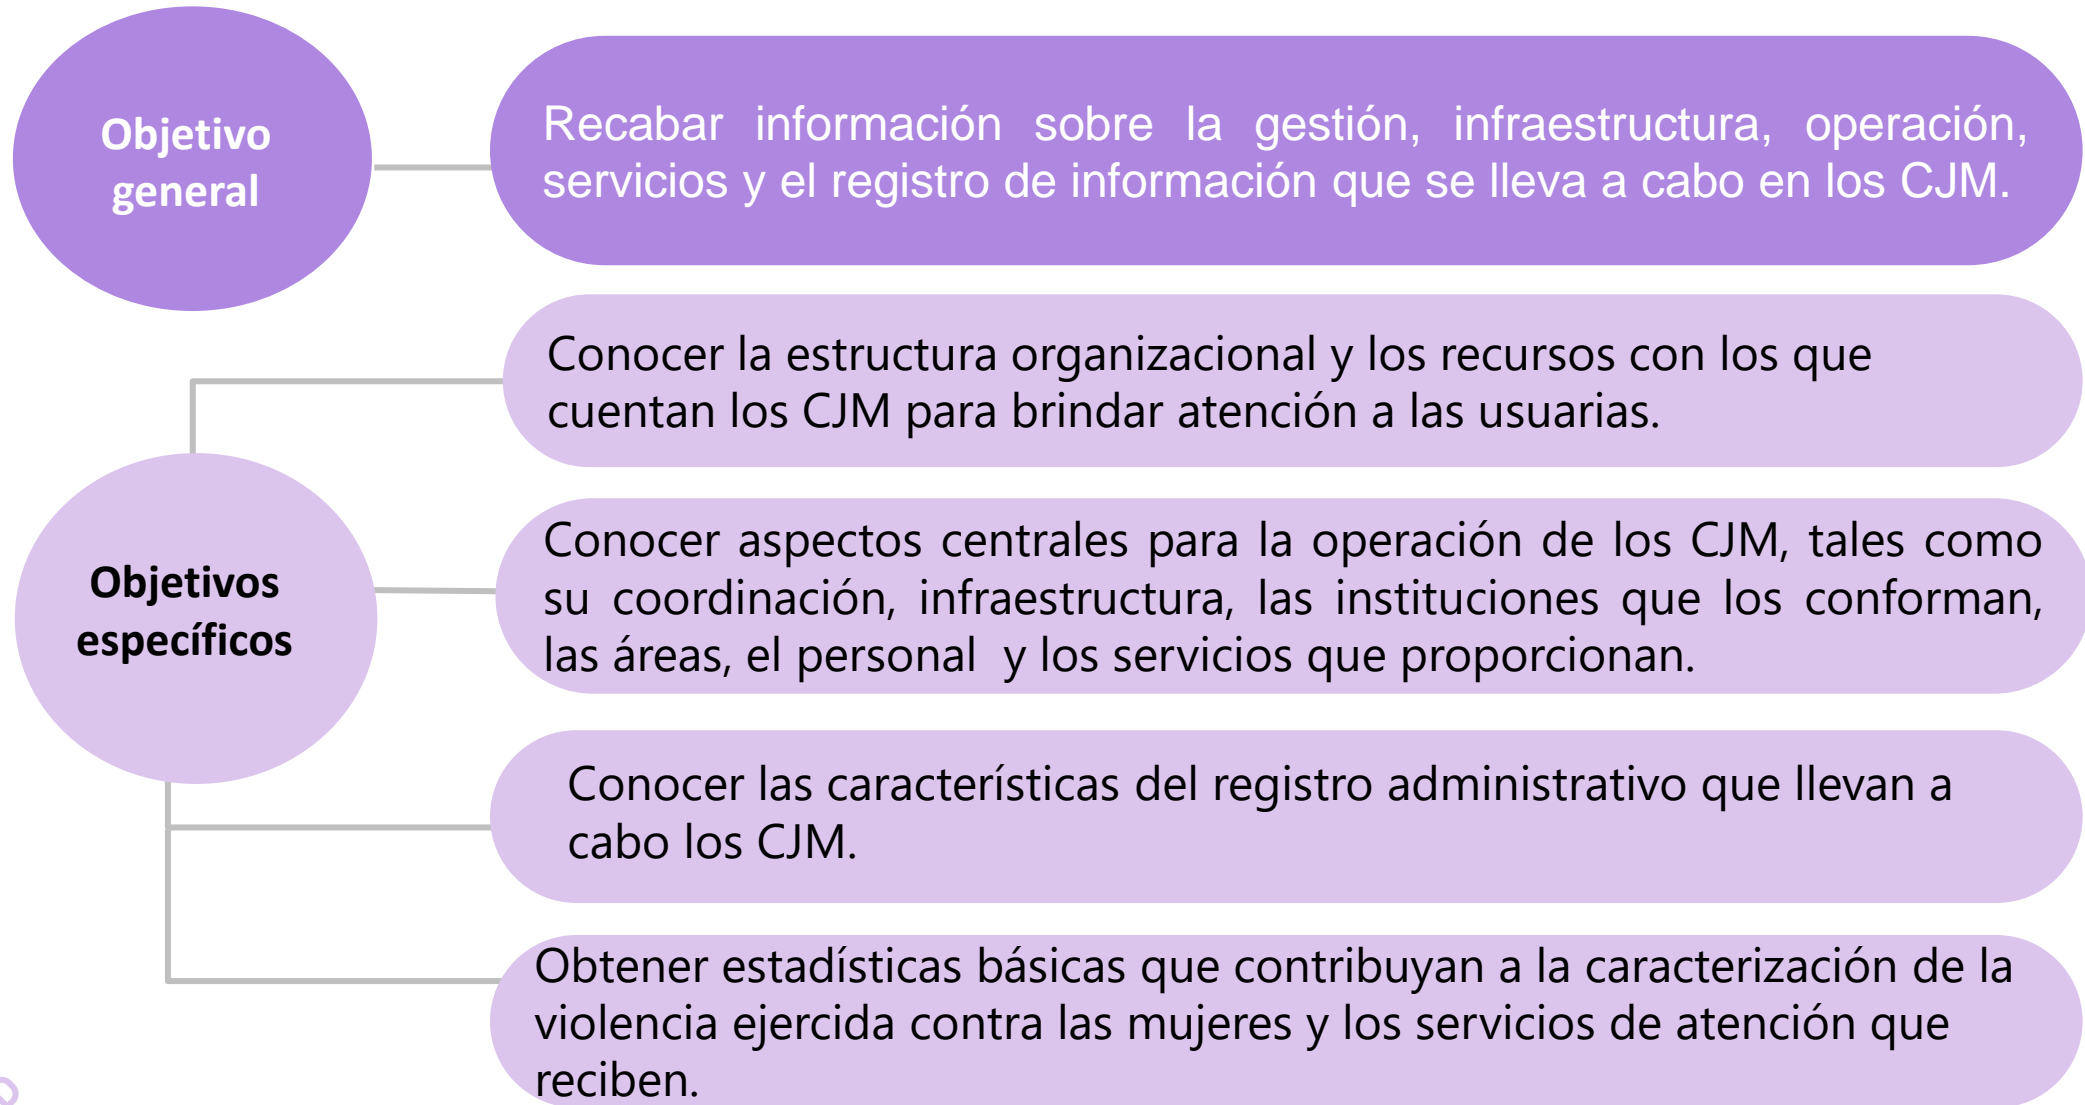 Objetivo
general
Recabar información sobre la gestión, infraestructura, operación,
servicios y el registro de información que se lleva a cabo en los CJM.
Conocer la estructura organizacional y los recursos con los que
cuentan los CJM para brindar atención a las usuarias.
Objetivos
específicos
Conocer aspectos centrales para la operación de los CJM, tales como
su coordinación, infraestructura, las instituciones que los conforman,
las áreas, el personal  y los servicios que proporcionan.
Conocer las características del registro administrativo que llevan a
cabo los CJM.
Obtener estadísticas básicas que contribuyan a la caracterización de la
violencia ejercida contra las mujeres y los servicios de atención que
reciben.